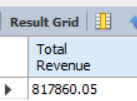 Result Grid
Total
Revenue
817860.05